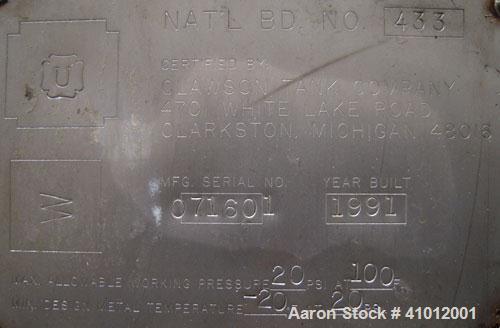 NAT'L BD. NO. 433
U
CERTIFIED BY:
CLAWSON TANK COMPANY
4701 WHITE LAKE ROAD
CLARKSTON, MICHIGAN 48016
W
MFG. SERIAL NO. YEAR BUILT
071601 1991
MAX. ALLOWABLE WORKING PRESSURE 20 PSI AT 100
MIN. DESIGN METAL TEMPERATURE -20 AT 20
Aaron Stock # 41012001